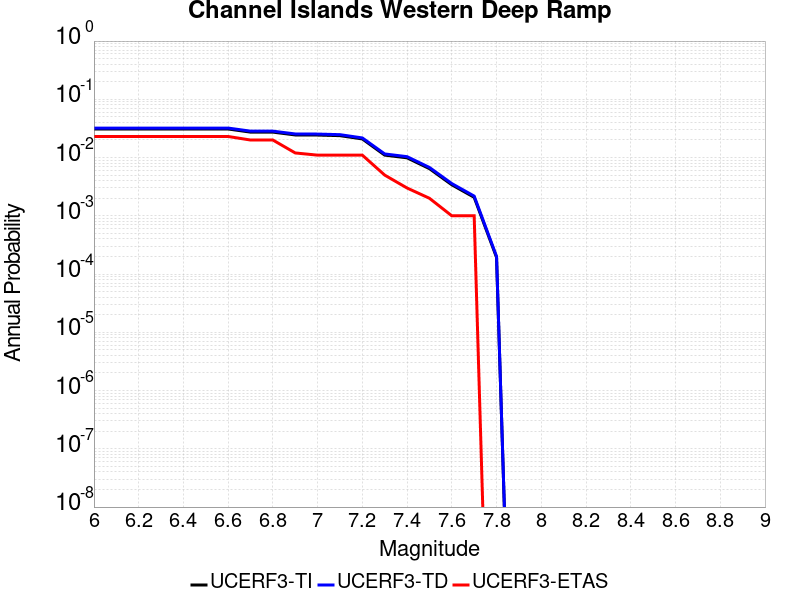 Channel Islands Western Deep Ramp
10^0
10^-1
10^-2
10^-3
10^-4
10^-5
10^-6
10^-7
10^-8
Annual Probability
6 6.2 6.4 6.6 6.8 7 7.2 7.4 7.6 7.8 8 8.2 8.4 8.6 8.8 9
Magnitude
UCERF3-TI UCERF3-TD UCERF3-ETAS